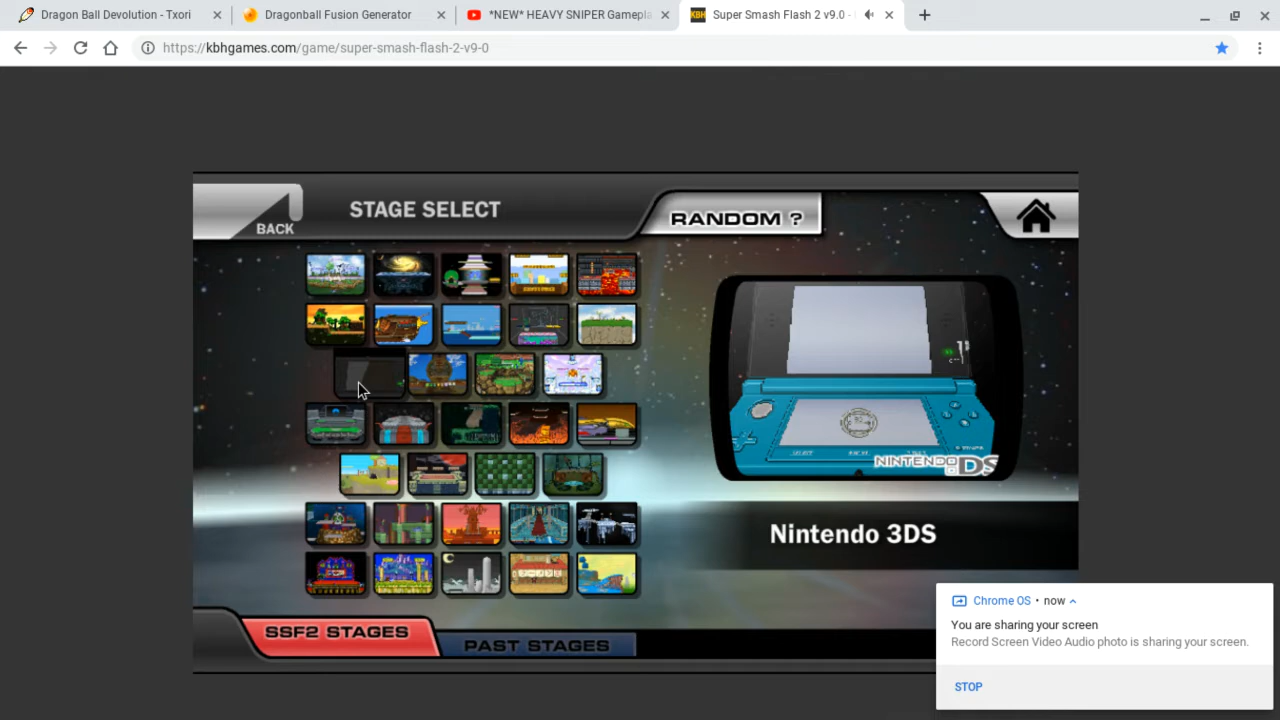 Dragon Ball Devolution - Txori
Dragonball Fusion Generator
*NEW* HEAVY SNIPER Gamepla
KBH
Super Smash Flash 2 v9.0 -
https://kbhgames.com/game/super-smash-flash-2-v9-0
BACK
STAGE SELECT
RANDOM ?
NINTENDO DS
Nintendo 3DS
SSF2 STAGES
PAST STAGES
Chrome OS • now
You are sharing your screen
Record Screen Video Audio photo is sharing your screen.
STOP